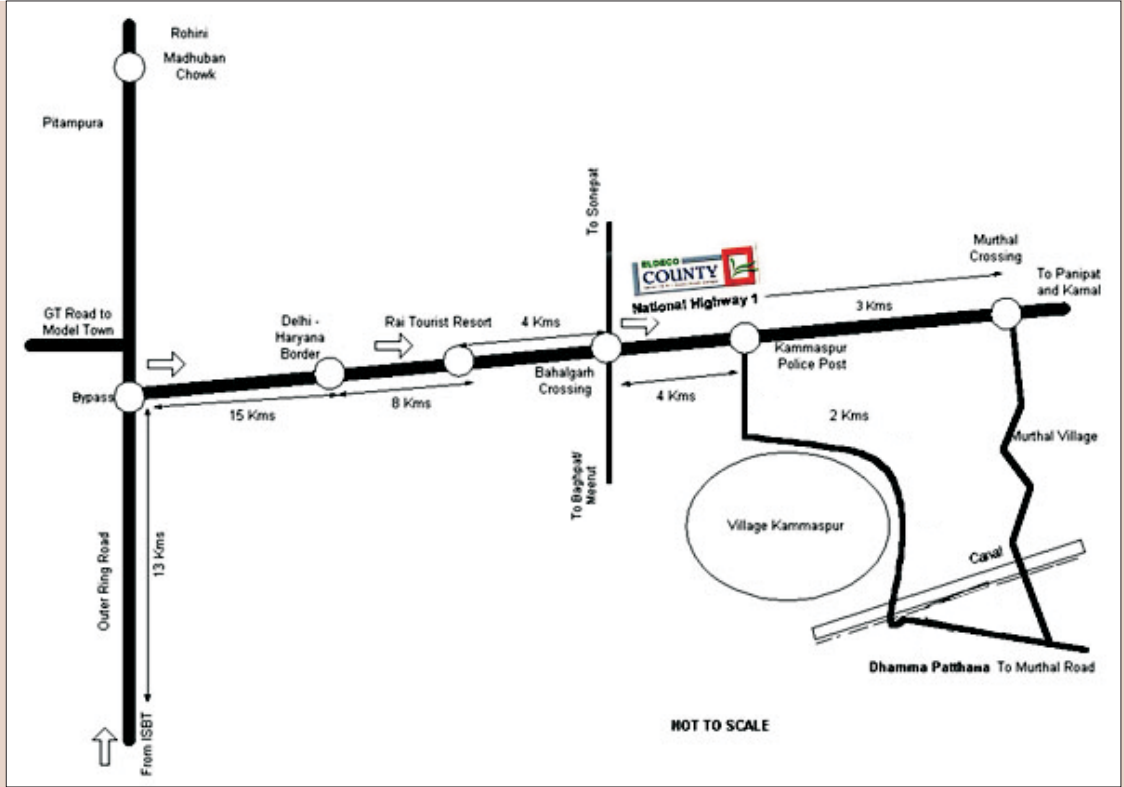 Rohini
Madhuban
Chowk
Pitampura
To Sonepat
Murthal
Crossing
ELDECO
COUNTY
National Highway 1
To Panipat
and Karnal
GT Road to
Model Town
Delhi -
Haryana
Border
Rai Tourist Resort
4 Kms
3 Kms
Kammaspur
Police Post
Bahalgarh
Crossing
Bypass
15 Kms
8 Kms
4 Kms
2 Kms
Murthal Village
To Baghpat/
Meerut
Village Kammaspur
Outer Ring Road
13 Kms
Canal
Dhamma Patthana To Murthal Road
From ISBT
NOT TO SCALE